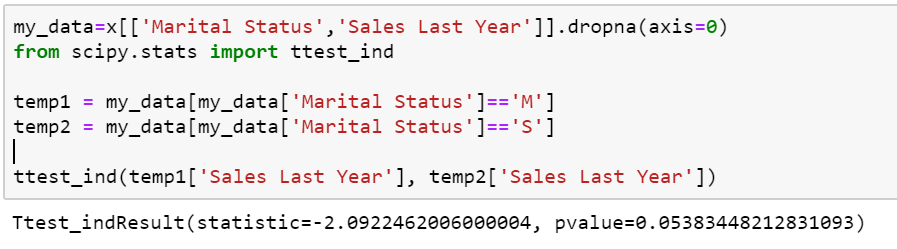 my_data=x[['Marital Status','Sales Last Year']].dropna(axis=0)
from scipy.stats import ttest_ind
temp1 = my_data[my_data['Marital Status']=='M']
temp2 = my_data[my_data['Marital Status']=='S']
ttest_ind(temp1['Sales Last Year'], temp2['Sales Last Year'])
Ttest_indResult(statistic=-2.0922462006000004, pvalue=0.05383448212831093)